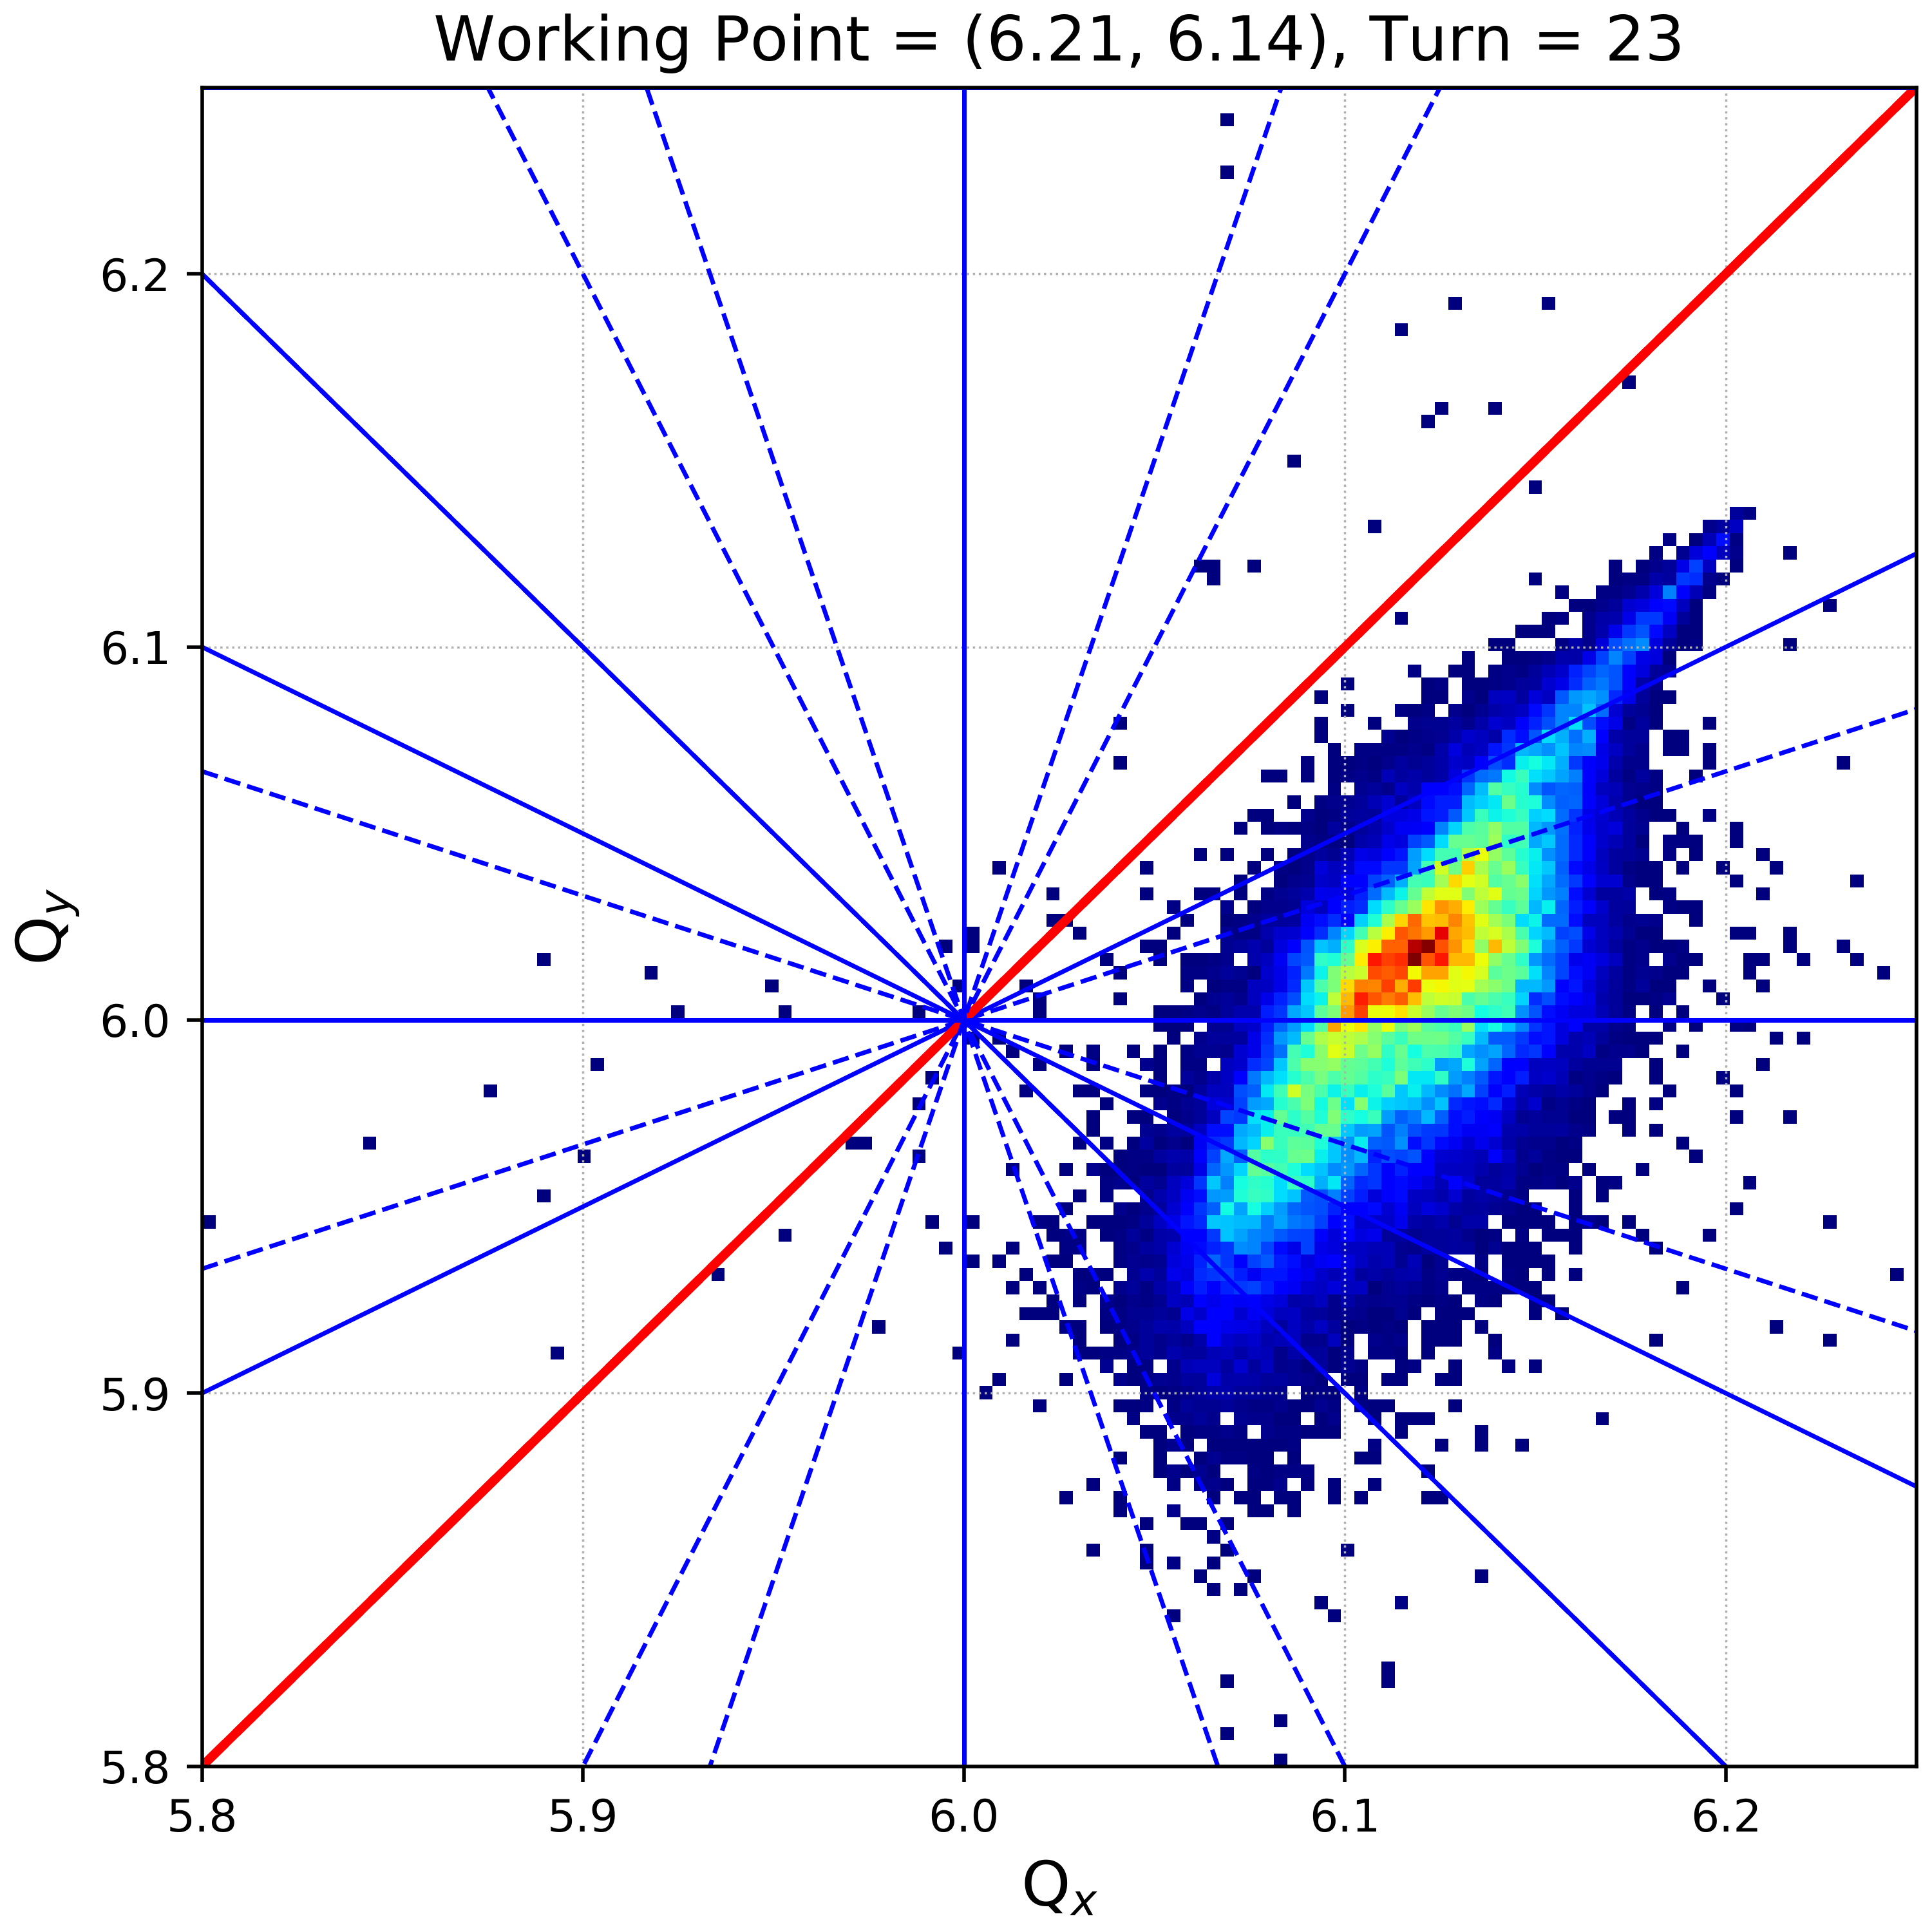 Working Point = (6.21, 6.14), Turn = 23
6.2
6.1
6.0
5.9
5.8
Qy
5.8 5.9 6.0 6.1 6.2
Qx